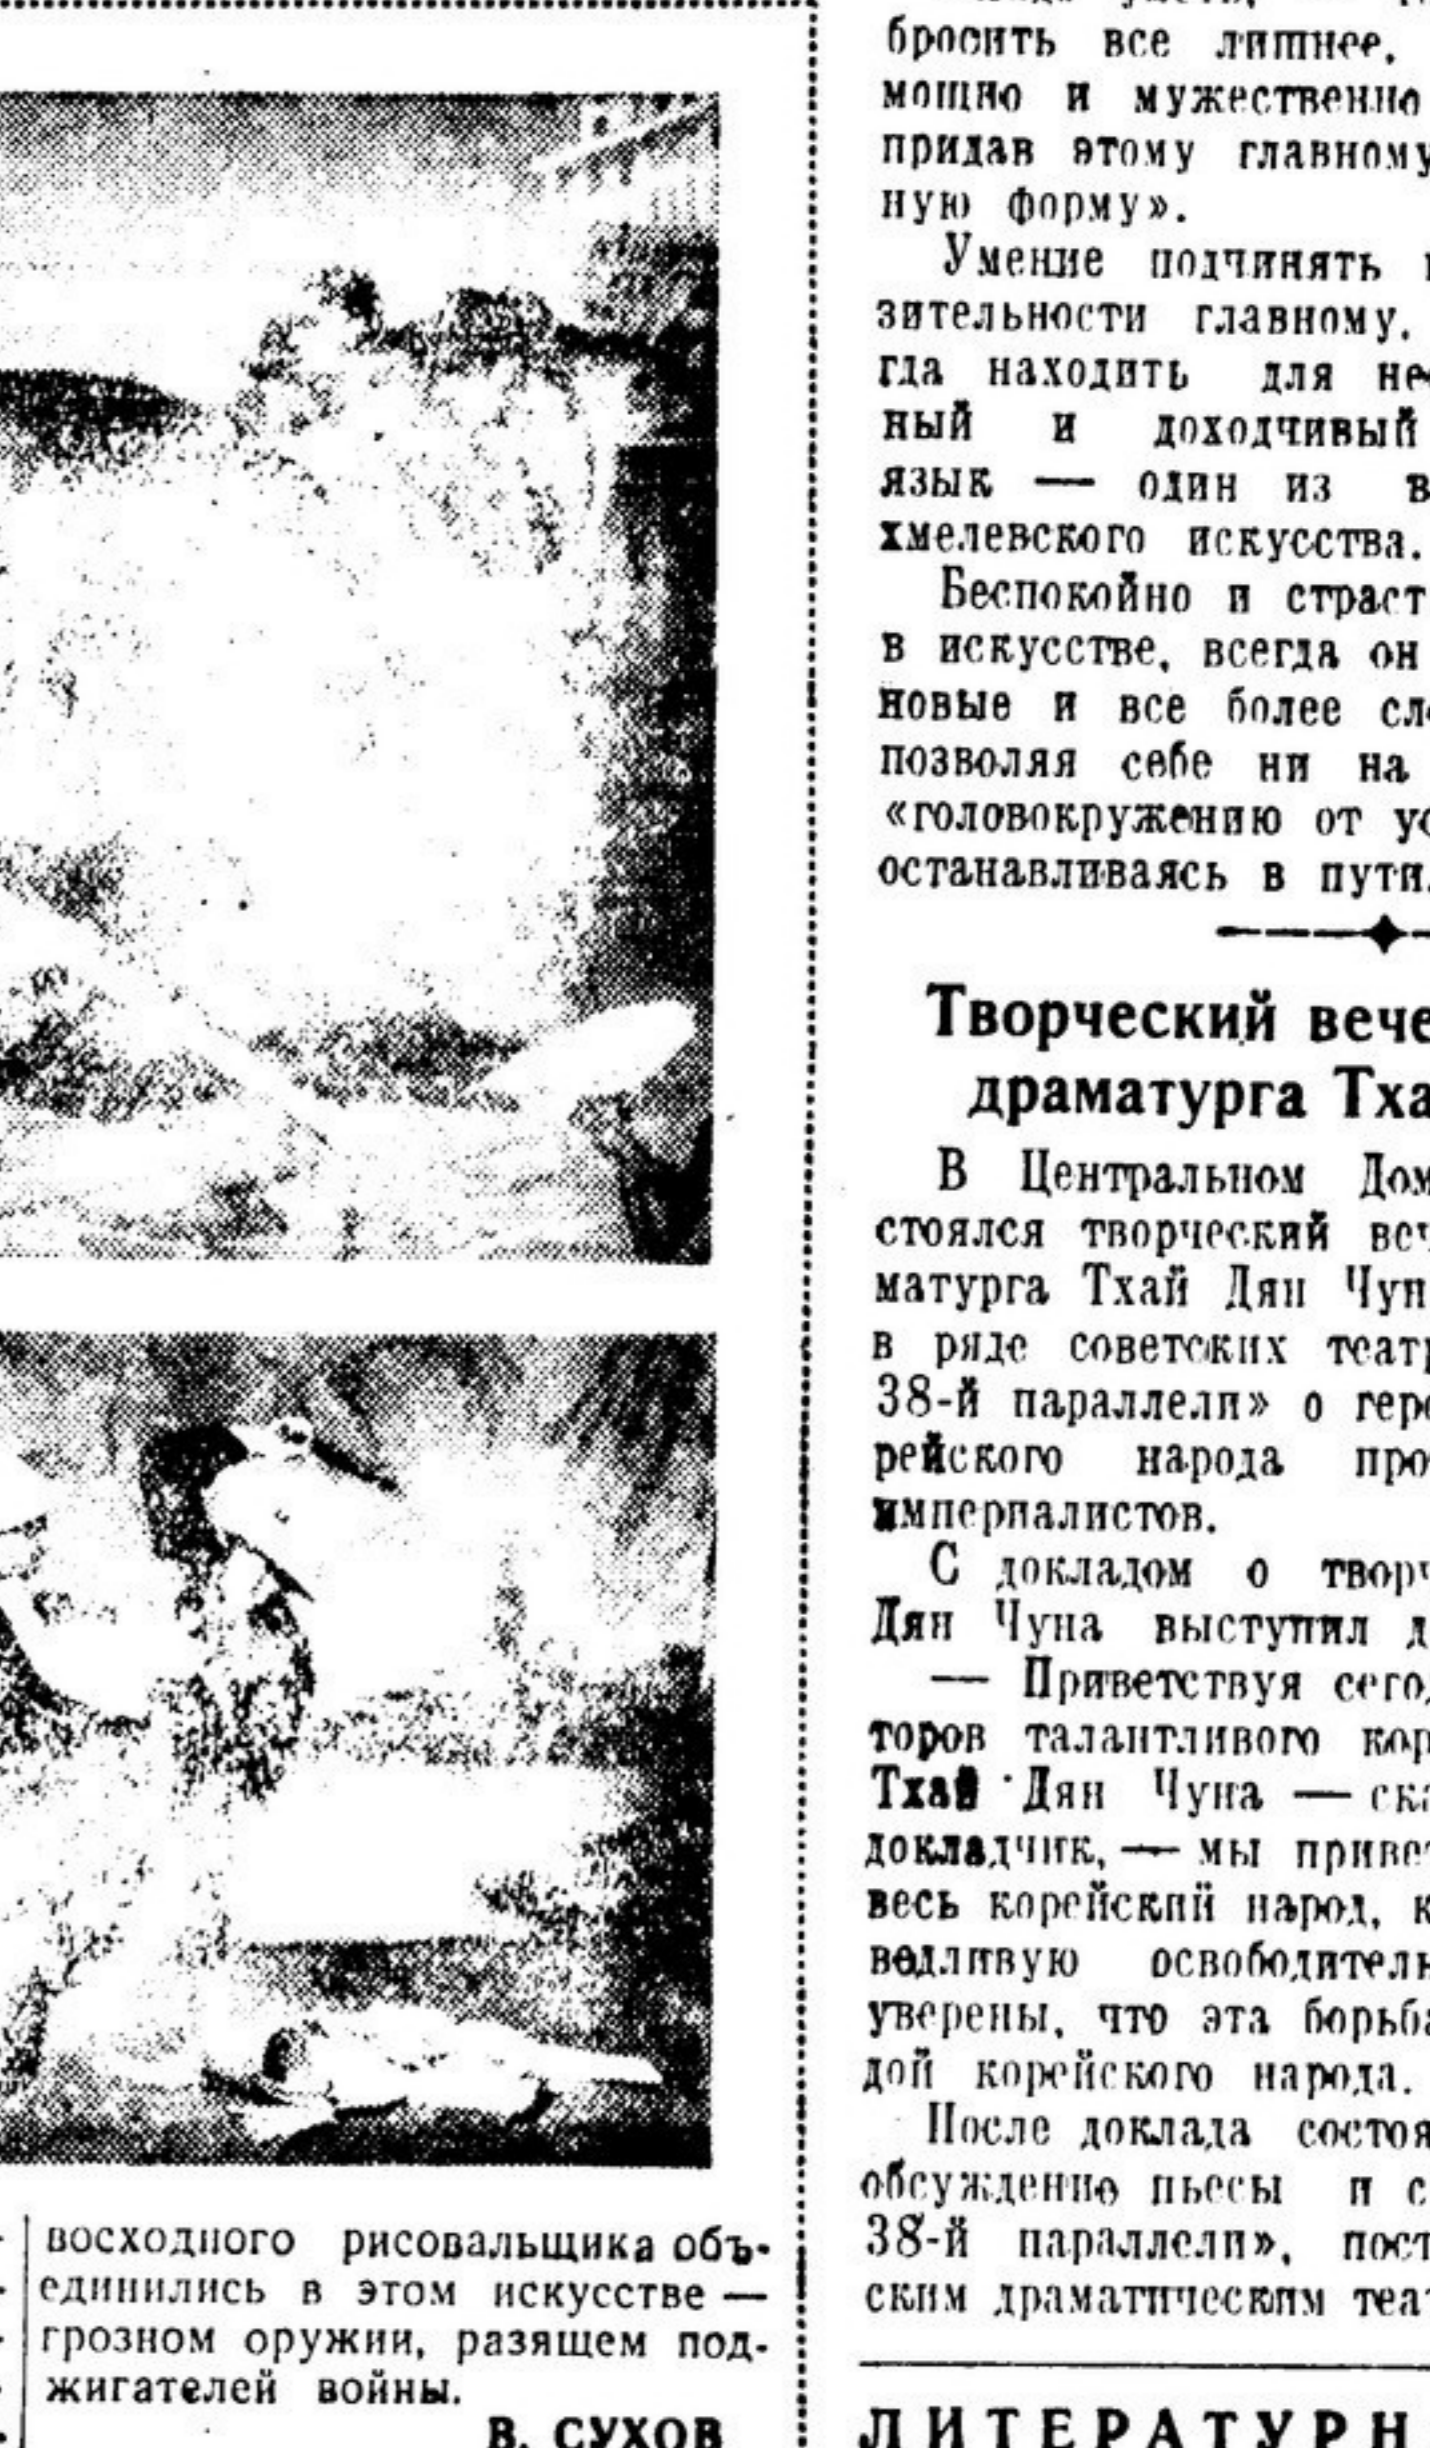 восходного рисовальщика объ-
единились в этом искусстве —
грозном оружии, разящем под-
жигателей войны.
В. СУХОВ
бросить все лишнее,
мощно и мужественно
придав этому главному
ную форму».
Умение подчинять
зительности главному,
гда находить для не
ный и доходчивый
язык — один из в
хмелевского искусства.
Беспокойно и страст
в искусстве, всегда он
новые и все более сл
позволяя себе ни на
«головокружению от ус
останавливаясь в пути.
Творческий вече
драматурга Тха
В Центральном Дом
стоялся творческий веч
матурга Тхай Дян Чун
в ряде советских теат
38-й параллели» о геро
рейского народа про
империалистов.
С докладом о творч
Дян Чуна выступил д
— Приветствуя сего
торов талантливого кор
Тхай Дян Чуна — ска
докладчик, — мы привет
весь корейский народ, к
ведливую освободительн
уверены, что эта борьба
дой корейского народа.
После доклада состоя
обсуждение пьесы и с
38-й параллели», пост
ским драматическим теат
ЛИТЕРАТУРН